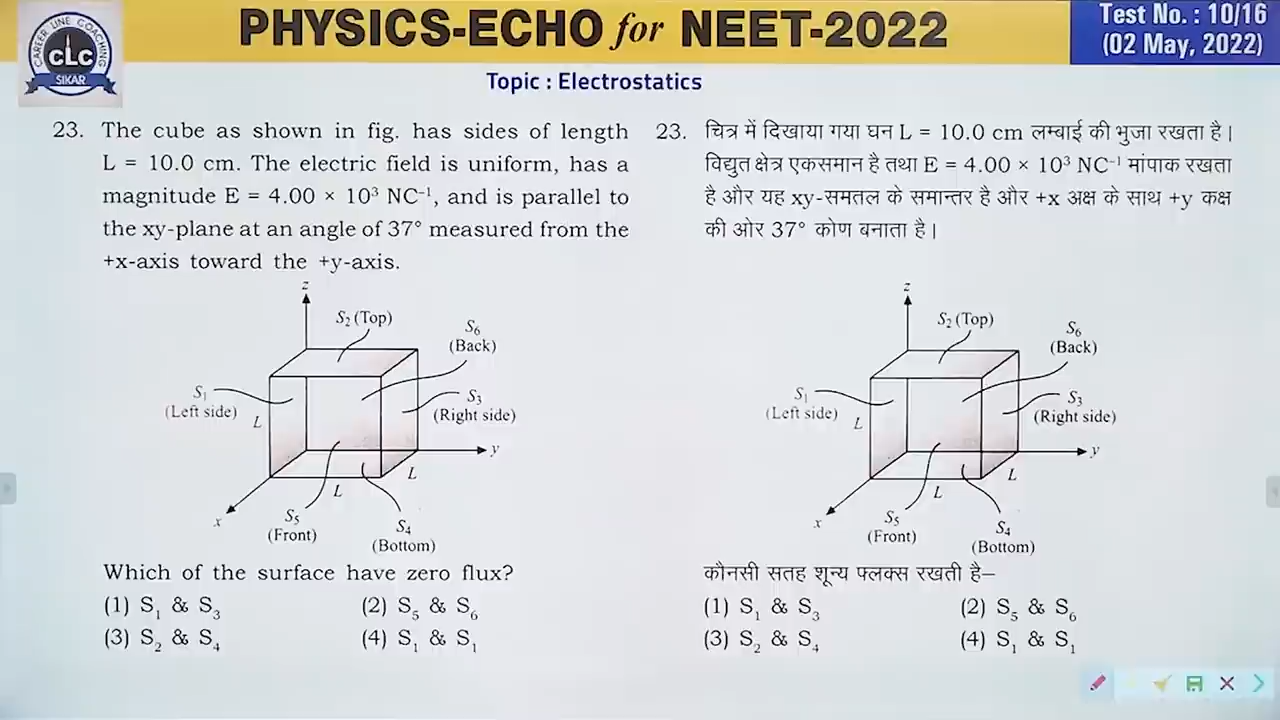 CAREER LINE COACHING
CLC
SIKAR
PHYSICS-ECHO for NEET-2022
Test No. : 10/16
(02 May, 2022)
Topic : Electrostatics
23. The cube as shown in fig. has sides of length
L = 10.0 cm. The electric field is uniform, has a
magnitude E = 4.00 × 10³ NC⁻¹, and is parallel to
the xy-plane at an angle of 37° measured from the
+x-axis toward the +y-axis.
z
S₂ (Top)
S₆
(Back)
S₁
(Left side)
L
S₃
(Right side)
y
L
L
x
S₅
(Front)
S₄
(Bottom)
Which of the surface have zero flux?
(1) S₁ & S₃
(2) S₅ & S₆
(3) S₂ & S₄
(4) S₁ & S₁
23. चित्र में दिखाया गया घन L = 10.0 cm लम्बाई की भुजा रखता है।
विद्युत क्षेत्र एकसमान है तथा E = 4.00 × 10³ NC⁻¹ मांपाक रखता
है और यह xy-समतल के समान्तर है और +x अक्ष के साथ +y कक्ष
की ओर 37° कोण बनाता है।
z
S₂ (Top)
S₆
(Back)
S₁
(Left side)
L
S₃
(Right side)
y
L
L
x
S₅
(Front)
S₄
(Bottom)
कौनसी सतह शून्य फ्लक्स रखती है–
(1) S₁ & S₃
(2) S₅ & S₆
(3) S₂ & S₄
(4) S₁ & S₁